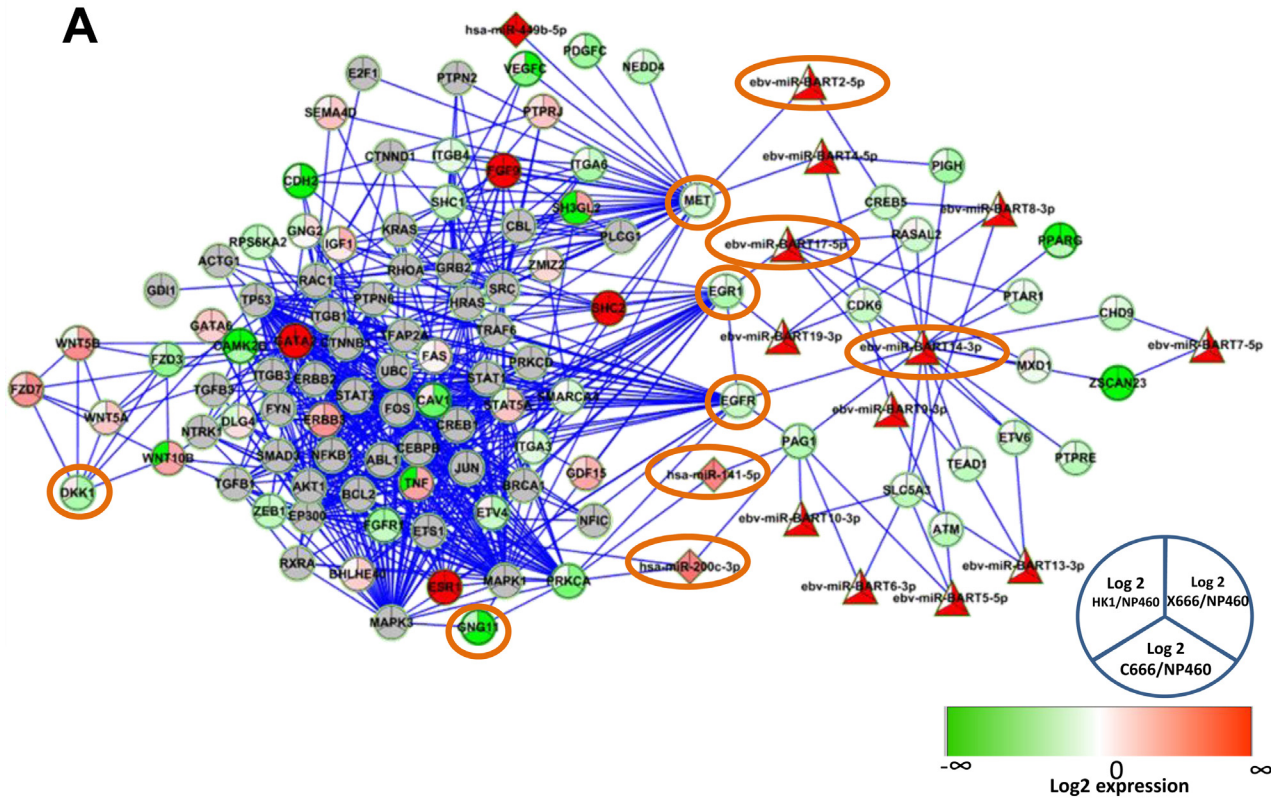 A
hsa-miR-449b-5p
PDGFC
VEGFC
NEDD4
E2F1
PTPN2
ebv-miR-BART2-5p
SEMA4D
PTPRJ
CTNND1
ITGB4
ITGA6
ebv-miR-BART4-5p
PIGH
CDH2
FGF9
SHC1
SH3GL2
MET
CREB5
ebv-miR-BART8-3p
RPS6KA2
GNG2
IGF1
KRAS
CBL
PLCG1
ebv-miR-BART17-5p
RASAL2
PPARG
ACTG1
RAC1
RHOA
GRB2
ZMIZ2
GDI1
TP53
PTPN6
HRAS
SRC
EGR1
CDK6
PTAR1
GATA6
ITGB1
SHC2
CHD9
WNT5B
CAMK2B
GATA2
CTNNB1
TFAP2A
TRAF6
ebv-miR-BART19-3p
ebv-miR-BART14-3p
ebv-miR-BART7-5p
FZD3
FAS
PRKCD
MXD1
UBC
FZD7
TGFB3
ITGB3
ERBB2
STAT3
STAT1
ZSCAN23
WNT5A
FYN
FOS
CAV1
STAT5A
SMARCA4
EGFR
ebv-miR-BART9-3p
NTRK1
DLG4
ERBB3
CREB1
PAG1
ETV6
WNT10B
SMAD3
NFKB1
ABL1
CEBPB
ITGA3
TEAD1
PTPRE
DKK1
TGFB1
AKT1
BCL2
TNF
JUN
BRCA1
GDF15
hsa-miR-141-5p
SLC5A3
ZEB1
EP300
FGFR1
ETS1
ETV4
NFIC
ebv-miR-BART10-3p
ATM
RXRA
BHLHE40
ESR1
MAPK1
PRKCA
hsa-miR-200c-3p
ebv-miR-BART13-3p
ebv-miR-BART6-3p
ebv-miR-BART5-5p
MAPK3
GNG11
Log 2
HK1/NP460
Log 2
X666/NP460
Log 2
C666/NP460
-∞
0
∞
Log2 expression